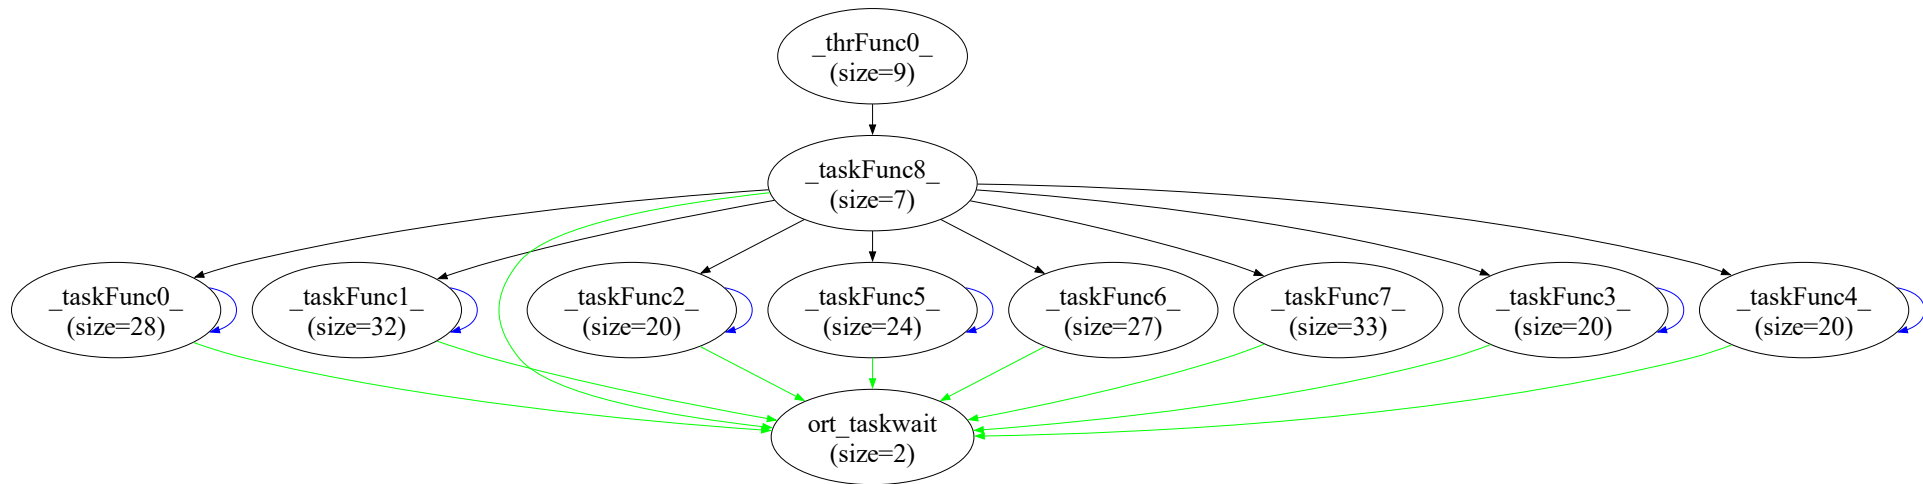 _thrFunc0_
(size=9)
_taskFunc8_
(size=7)
_taskFunc0_
(size=28)
_taskFunc1_
(size=32)
_taskFunc2_
(size=20)
_taskFunc5_
(size=24)
_taskFunc6_
(size=27)
_taskFunc7_
(size=33)
_taskFunc3_
(size=20)
_taskFunc4_
(size=20)
ort_taskwait
(size=2)